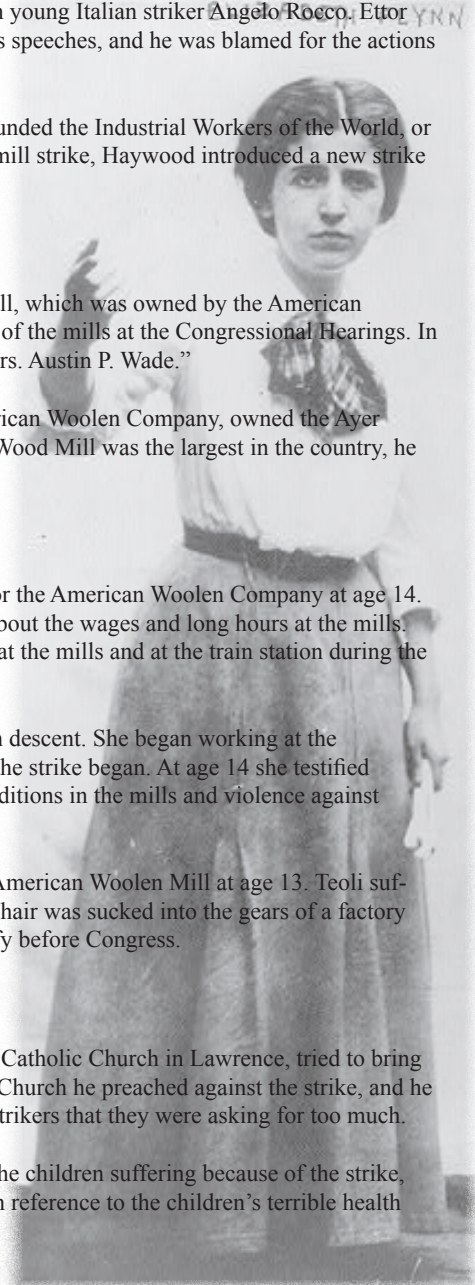 ELIZABETH FLYNN
n young Italian striker Angelo Rocco. Ettor
s speeches, and he was blamed for the actions
unded the Industrial Workers of the World, or
mill strike, Haywood introduced a new strike
ll, which was owned by the American
of the mills at the Congressional Hearings. In
rs. Austin P. Wade.”
rican Woolen Company, owned the Ayer
Wood Mill was the largest in the country, he
or the American Woolen Company at age 14.
bout the wages and long hours at the mills.
at the mills and at the train station during the
n descent. She began working at the
he strike began. At age 14 she testified
ditions in the mills and violence against
American Woolen Mill at age 13. Teoli suf-
hair was sucked into the gears of a factory
fy before Congress.
Catholic Church in Lawrence, tried to bring
Church he preached against the strike, and he
trikers that they were asking for too much.
he children suffering because of the strike,
n reference to the children’s terrible health